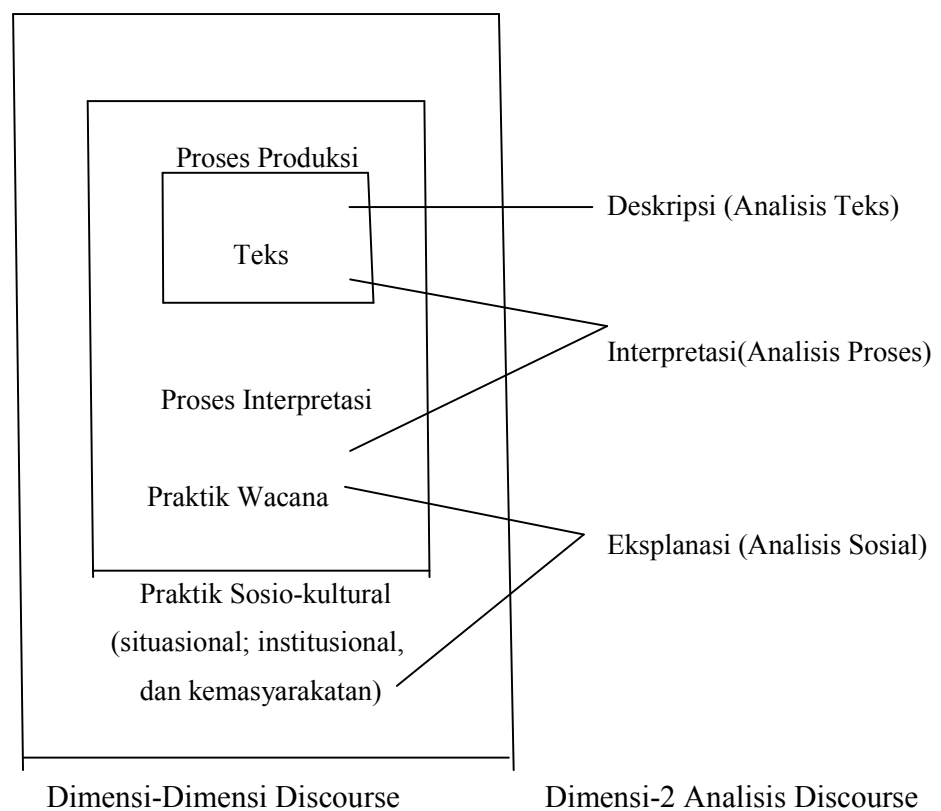 Proses Produksi
Deskripsi (Analisis Teks)
Teks
Interpretasi(Analisis Proses)
Proses Interpretasi
Praktik Wacana
Eksplanasi (Analisis Sosial)
Praktik Sosio-kultural
(situasional; institusional,
dan kemasyarakatan)
Dimensi-Dimensi Discourse
Dimensi-2 Analisis Discourse